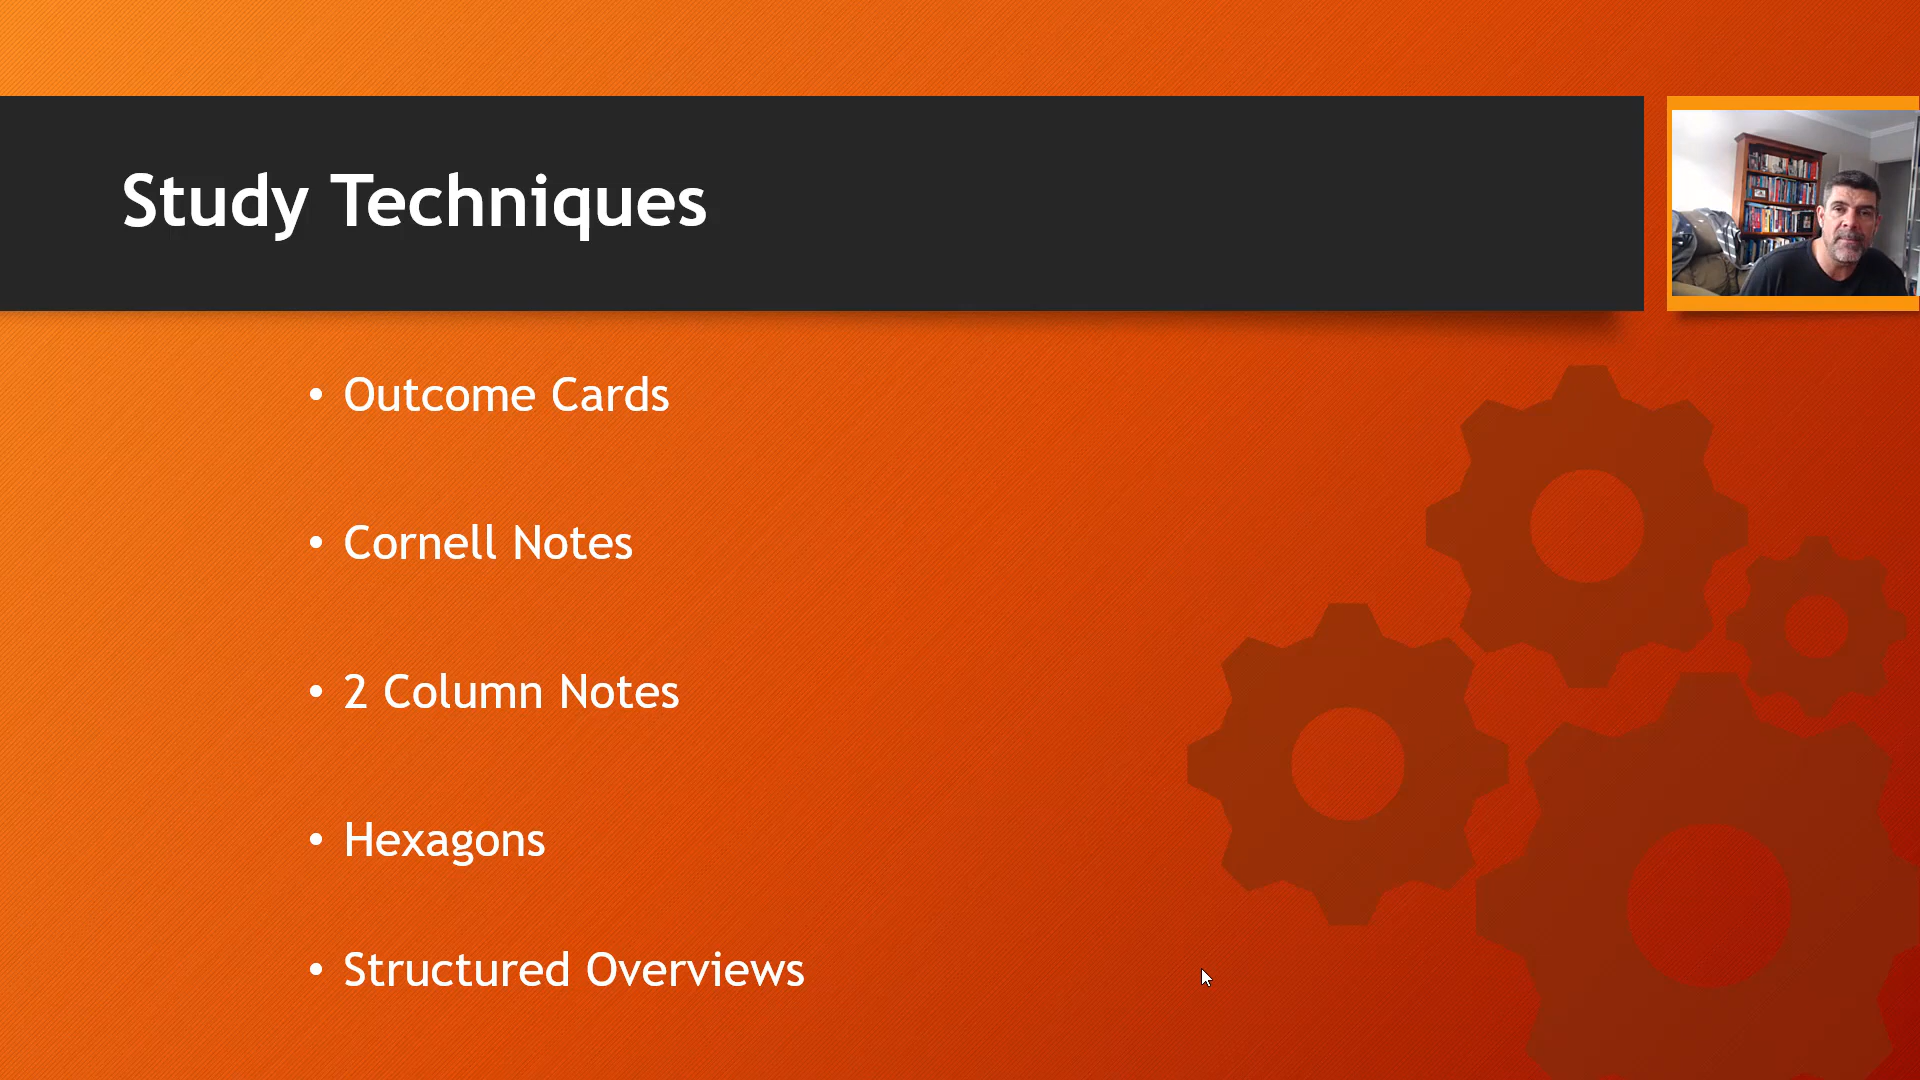 Study Techniques
• Outcome Cards
• Cornell Notes
• 2 Column Notes
• Hexagons
• Structured Overviews